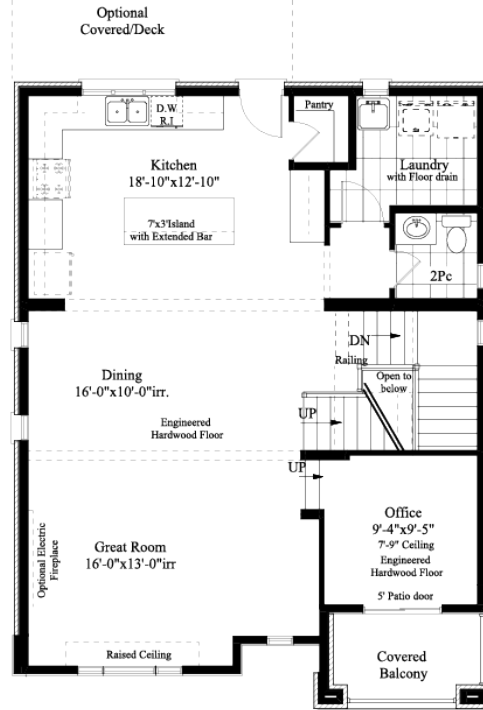 Optional
Covered/Deck
D.W
R.I
Pantry
Kitchen
18'-10"x12'-10"
Laundry
with Floor drain
7'x3'Island
with Extended Bar
2Pc
DN
Railing
Dining
16'-0"x10'-0"irr.
Open to
below
UP
Engineered
Hardwood Floor
UP
Office
9'-4"x9'-5"
7'-9" Ceiling
Engineered
Hardwood Floor
5' Patio door
Great Room
16'-0"x13'-0"irr
Optional Electric
Fireplace
Raised Ceiling
Covered
Balcony